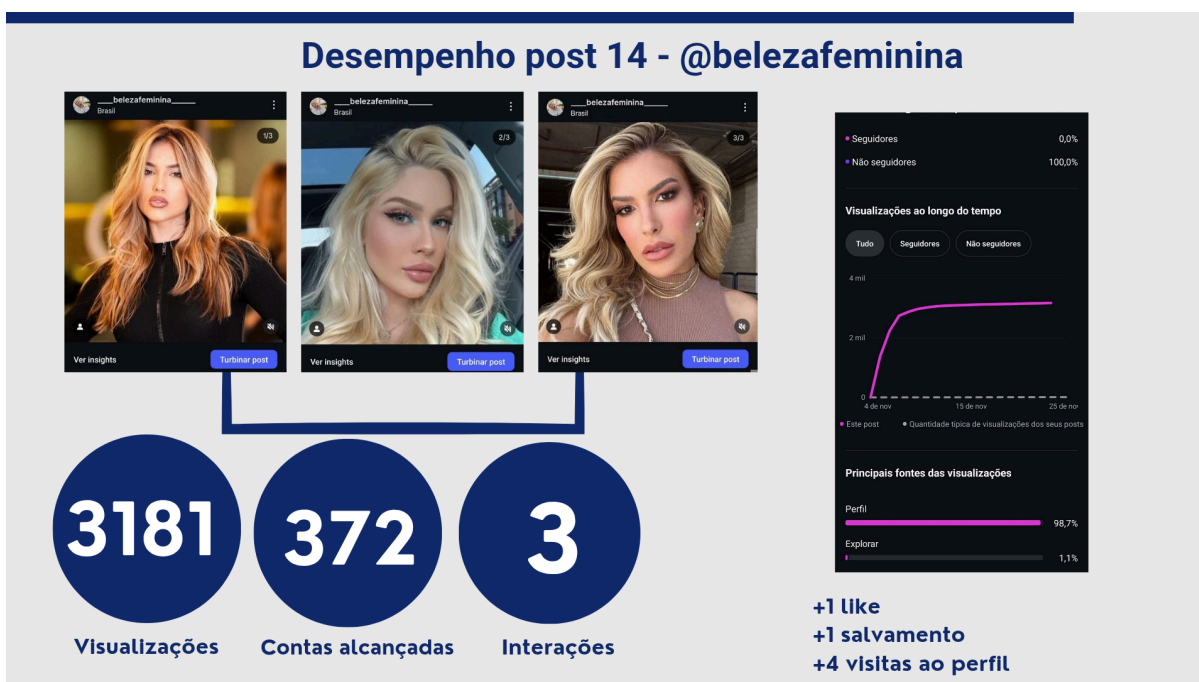 Desempenho post 14 - @belezafeminina
___belezafeminina_____
Brasil
1/3
Ver insights
Turbinar post
___belezafeminina_____
Brasil
2/3
Ver insights
Turbinar post
___belezafeminina_____
Brasil
3/3
Ver insights
Turbinar post
3181
Visualizações
372
Contas alcançadas
3
Interações
Seguidores 0,0%
Não seguidores 100,0%
Visualizações ao longo do tempo
Tudo Seguidores Não seguidores
4 mil
2 mil
0
4 de nov 15 de nov 25 de nov
Este post Quantidade típica de visualizações dos seus posts
Principais fontes das visualizações
Perfil
98,7%
Explorar
1,1%
+1 like
+1 salvamento
+4 visitas ao perfil